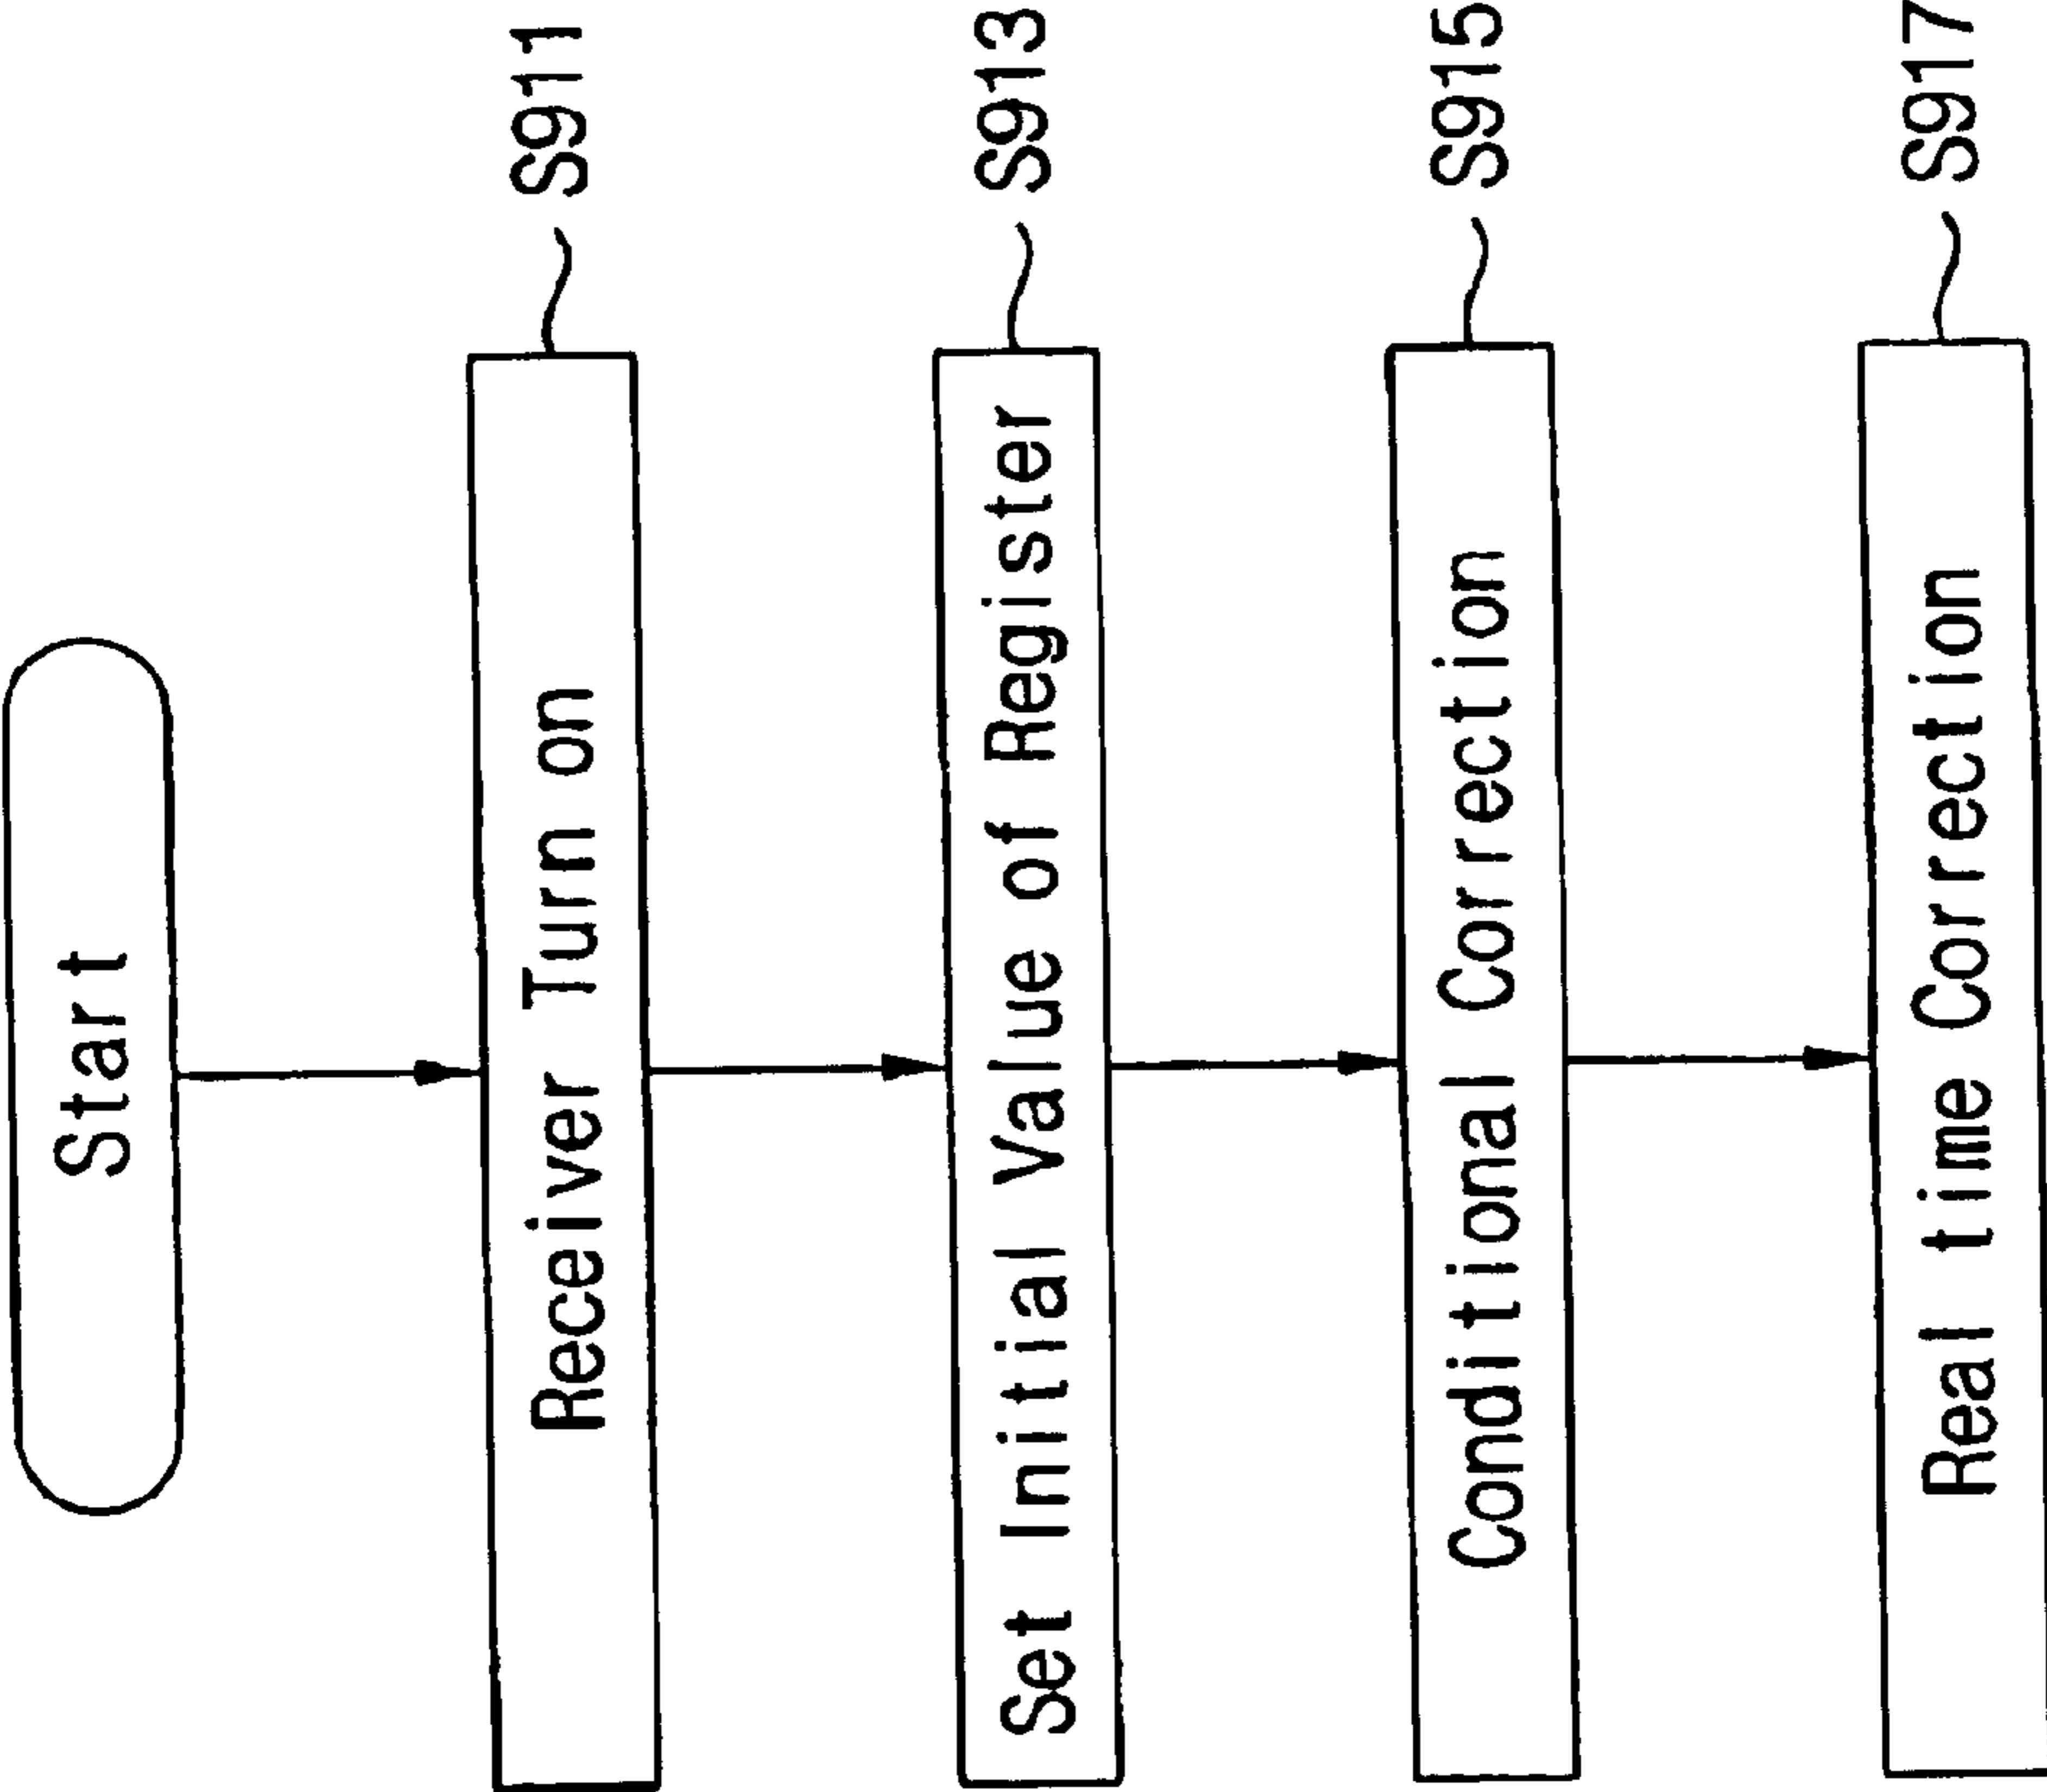 Start
Receiver Turn on
S911
Set Initial Value of Register
S913
Conditional Correction
S915
Real time Correction
S917